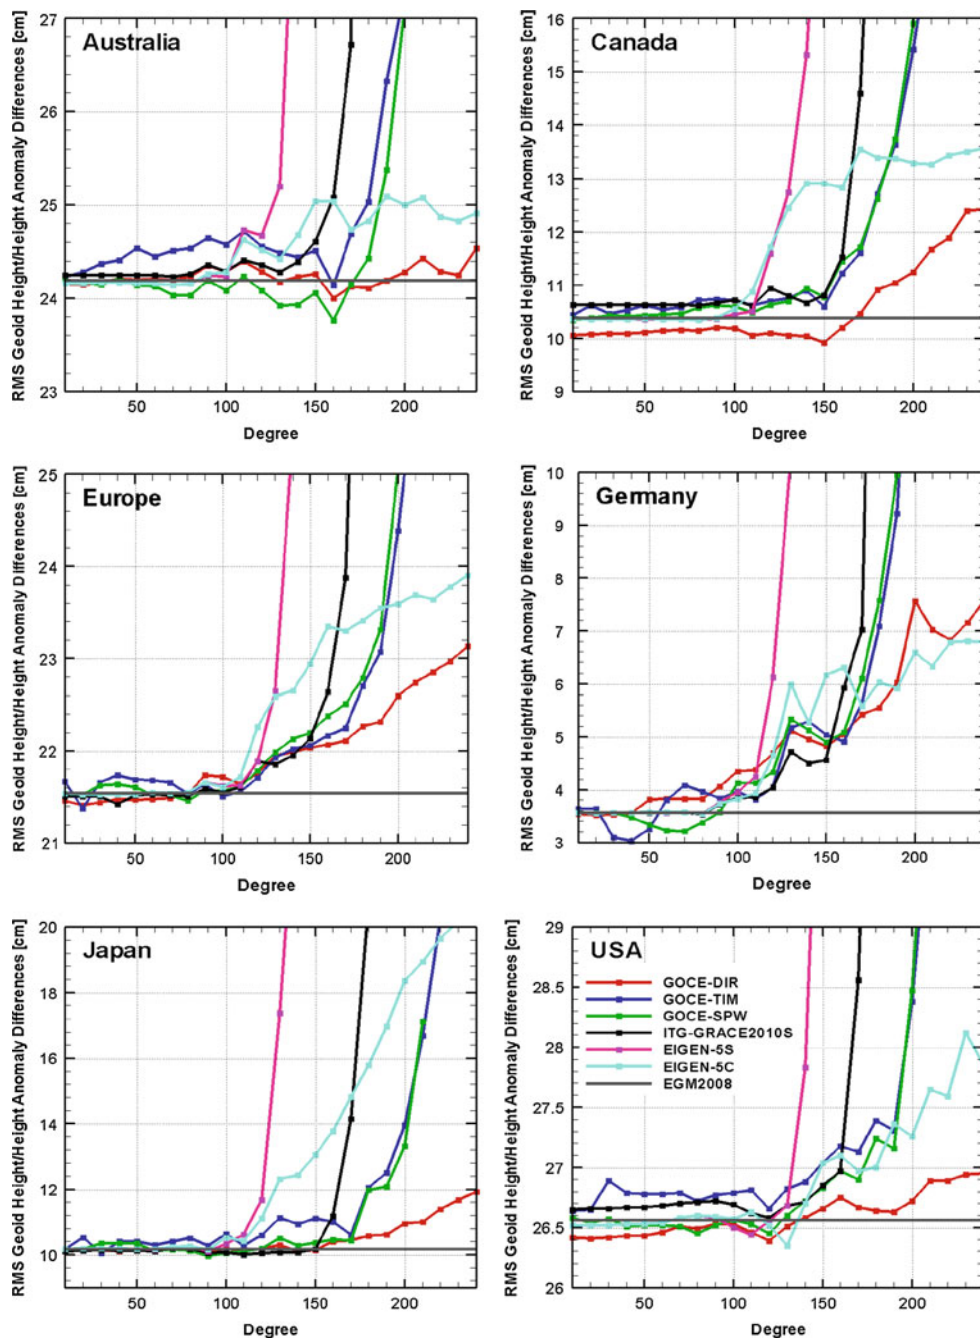 RMS Geoid Height/Height Anomaly Differences [cm]
Australia
27
26
25
24
23
50
100
150
200
Degree
RMS Geoid Height/Height Anomaly Differences [cm]
Canada
16
15
14
13
12
11
10
9
50
100
150
200
Degree
RMS Geoid Height/Height Anomaly Differences [cm]
Europe
25
24
23
22
21
50
100
150
200
Degree
RMS Geoid Height/Height Anomaly Differences [cm]
Germany
10
9
8
7
6
5
4
3
50
100
150
200
Degree
RMS Geoid Height/Height Anomaly Differences [cm]
Japan
20
18
16
14
12
10
50
100
150
200
Degree
RMS Geoid Height/Height Anomaly Differences [cm]
USA
29
28.5
28
27.5
27
26.5
26
GOCE-DIR
GOCE-TIM
GOCE-SPW
ITG-GRACE2010S
EIGEN-5S
EIGEN-5C
EGM2008
50
100
150
200
Degree